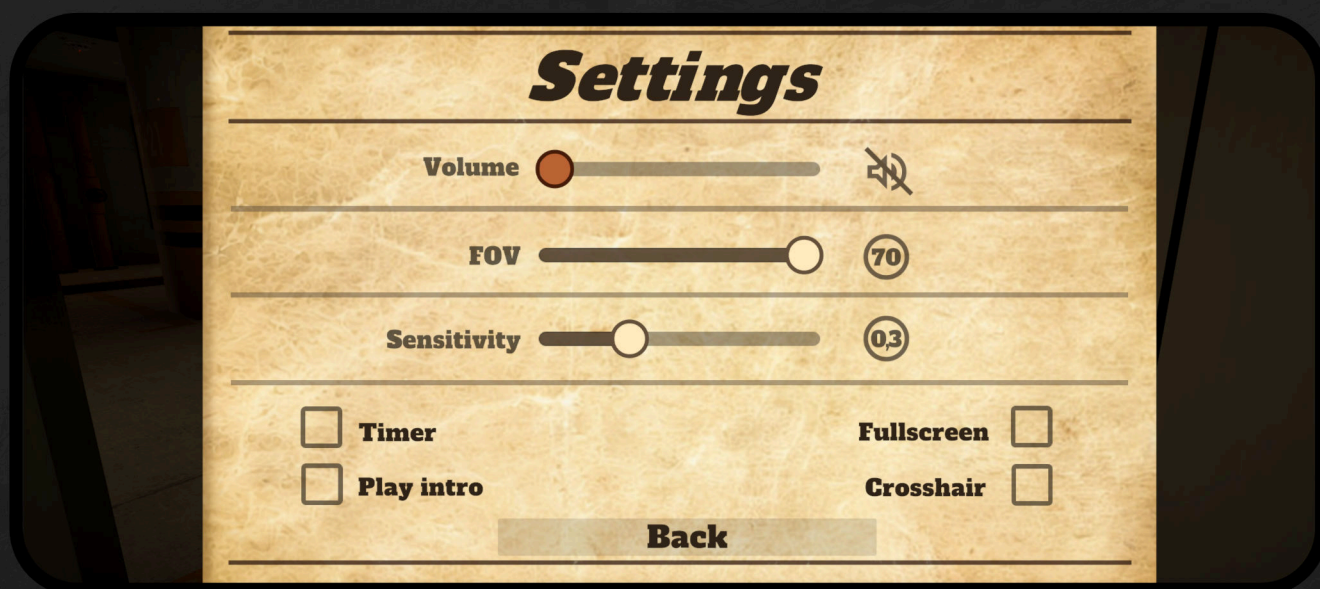 Settings
Volume
FOV 70
Sensitivity 0,3
Timer Fullscreen
Play intro Crosshair
Back